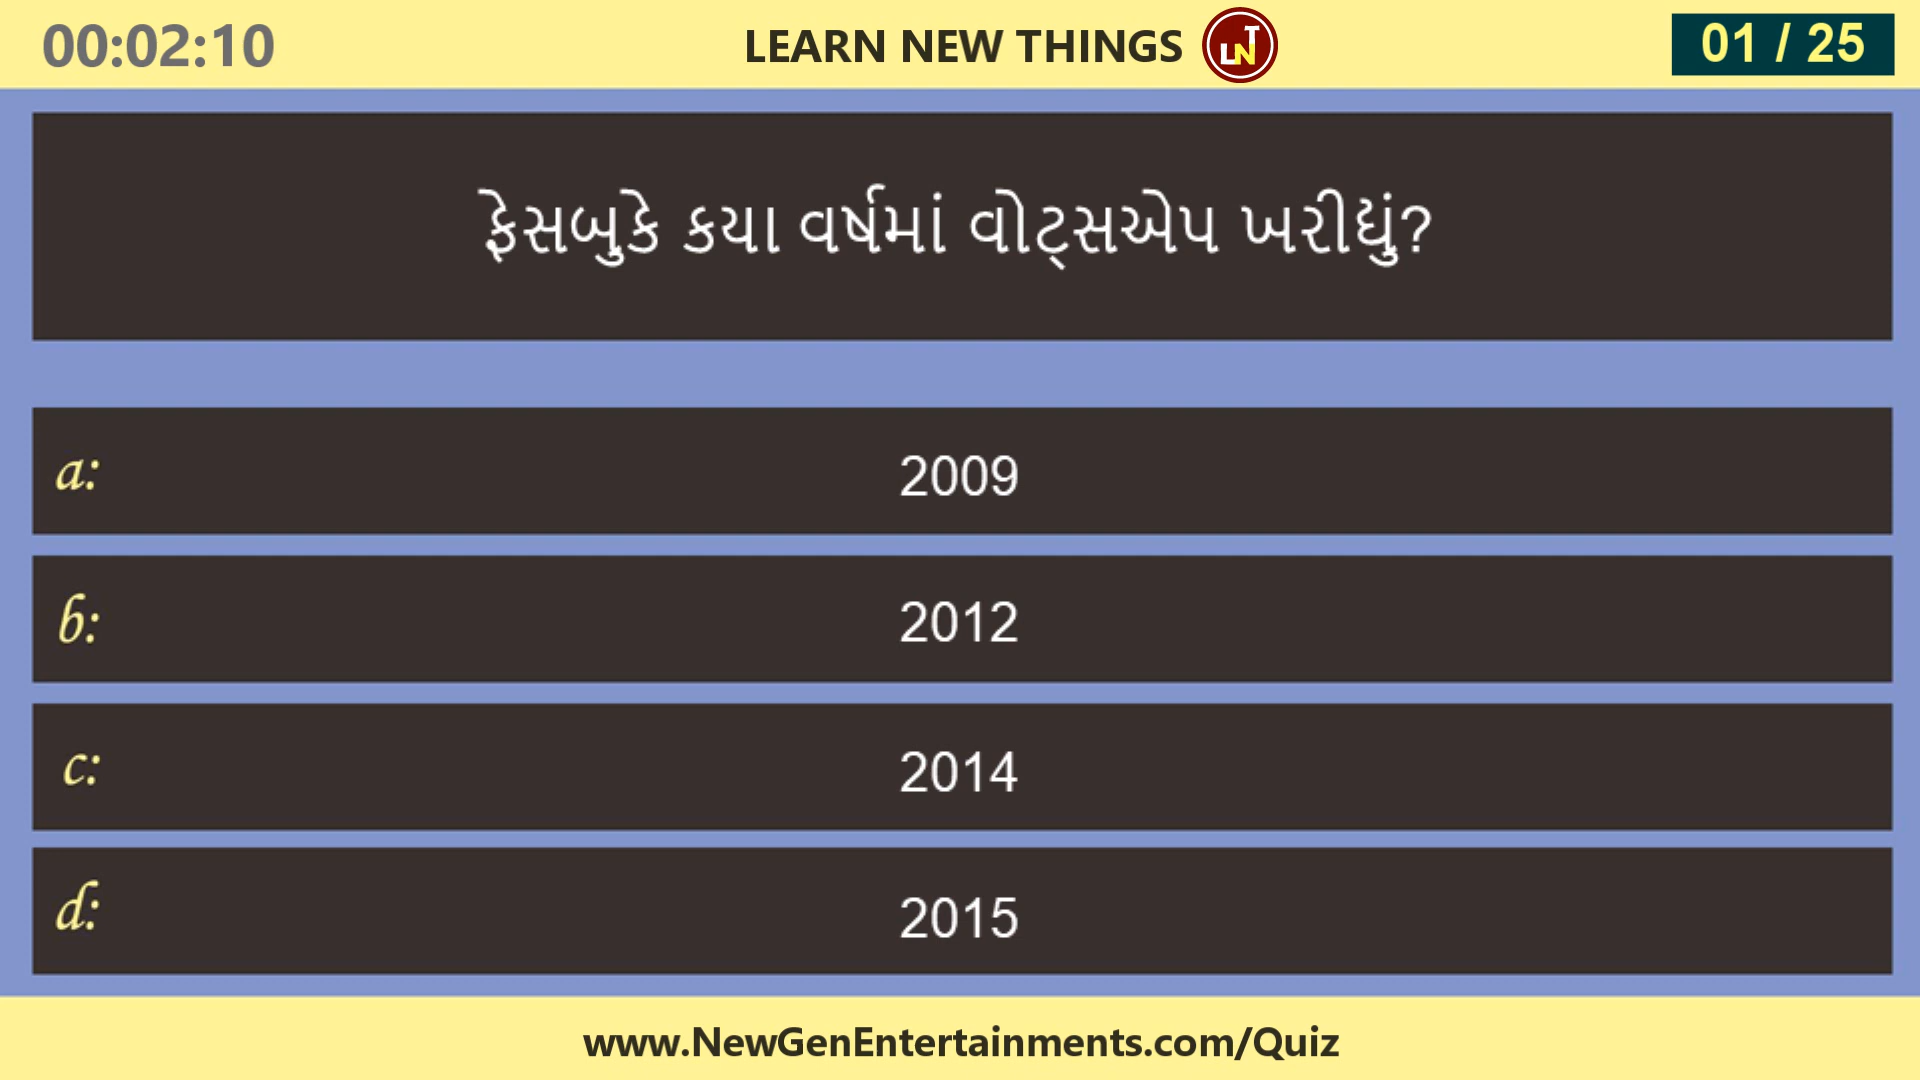 00:02:10
LEARN NEW THINGS
LNT
01 / 25
ફેસબુકે કયા વર્ષમાં વોટ્સએપ ખરીદ્યું?
a: 2009
b: 2012
c: 2014
d: 2015
www.NewGenEntertainments.com/Quiz